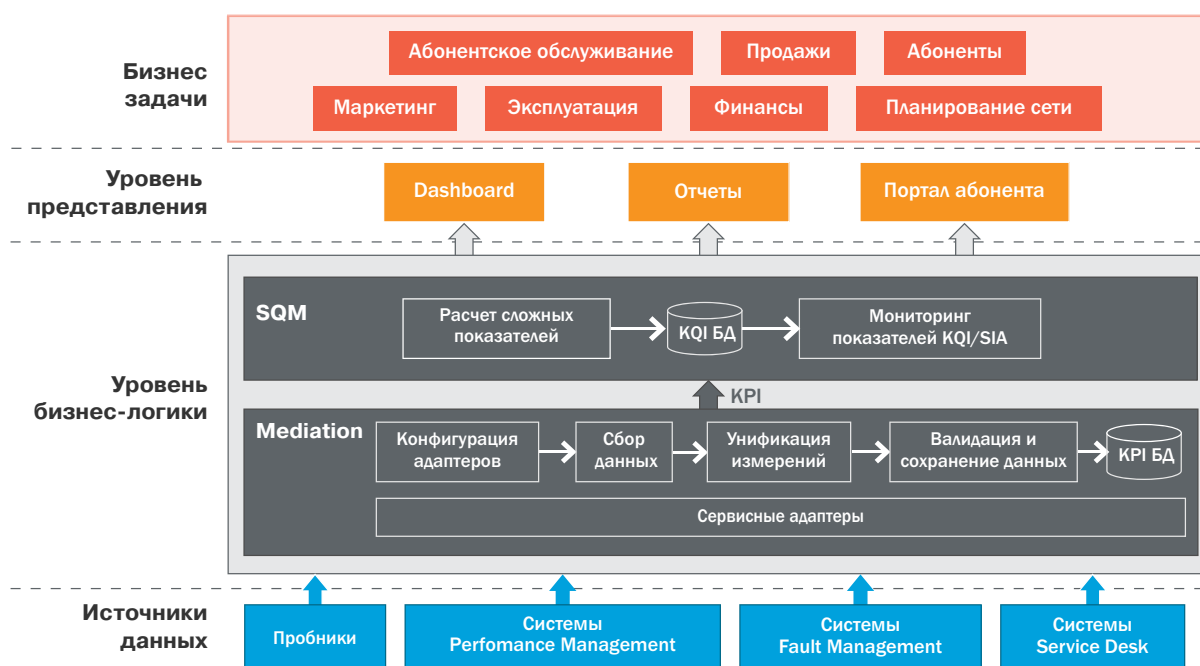 Бизнес
задачи
Абонентское обслуживание
Продажи
Абоненты
Маркетинг
Эксплуатация
Финансы
Планирование сети
Уровень
представления
Dashboard
Отчеты
Портал абонента
Уровень
бизнес-логики
SQM
Расчет сложных
показателей
KQI БД
Мониторинг
показателей KQI/SIA
KPI
Mediation
Конфигурация
адаптеров
Сбор
данных
Унификация
измерений
Валидация и
сохранение данных
KPI БД
Сервисные адаптеры
Источники
данных
Пробники
Системы
Perfomance Management
Системы
Fault Management
Системы
Service Desk